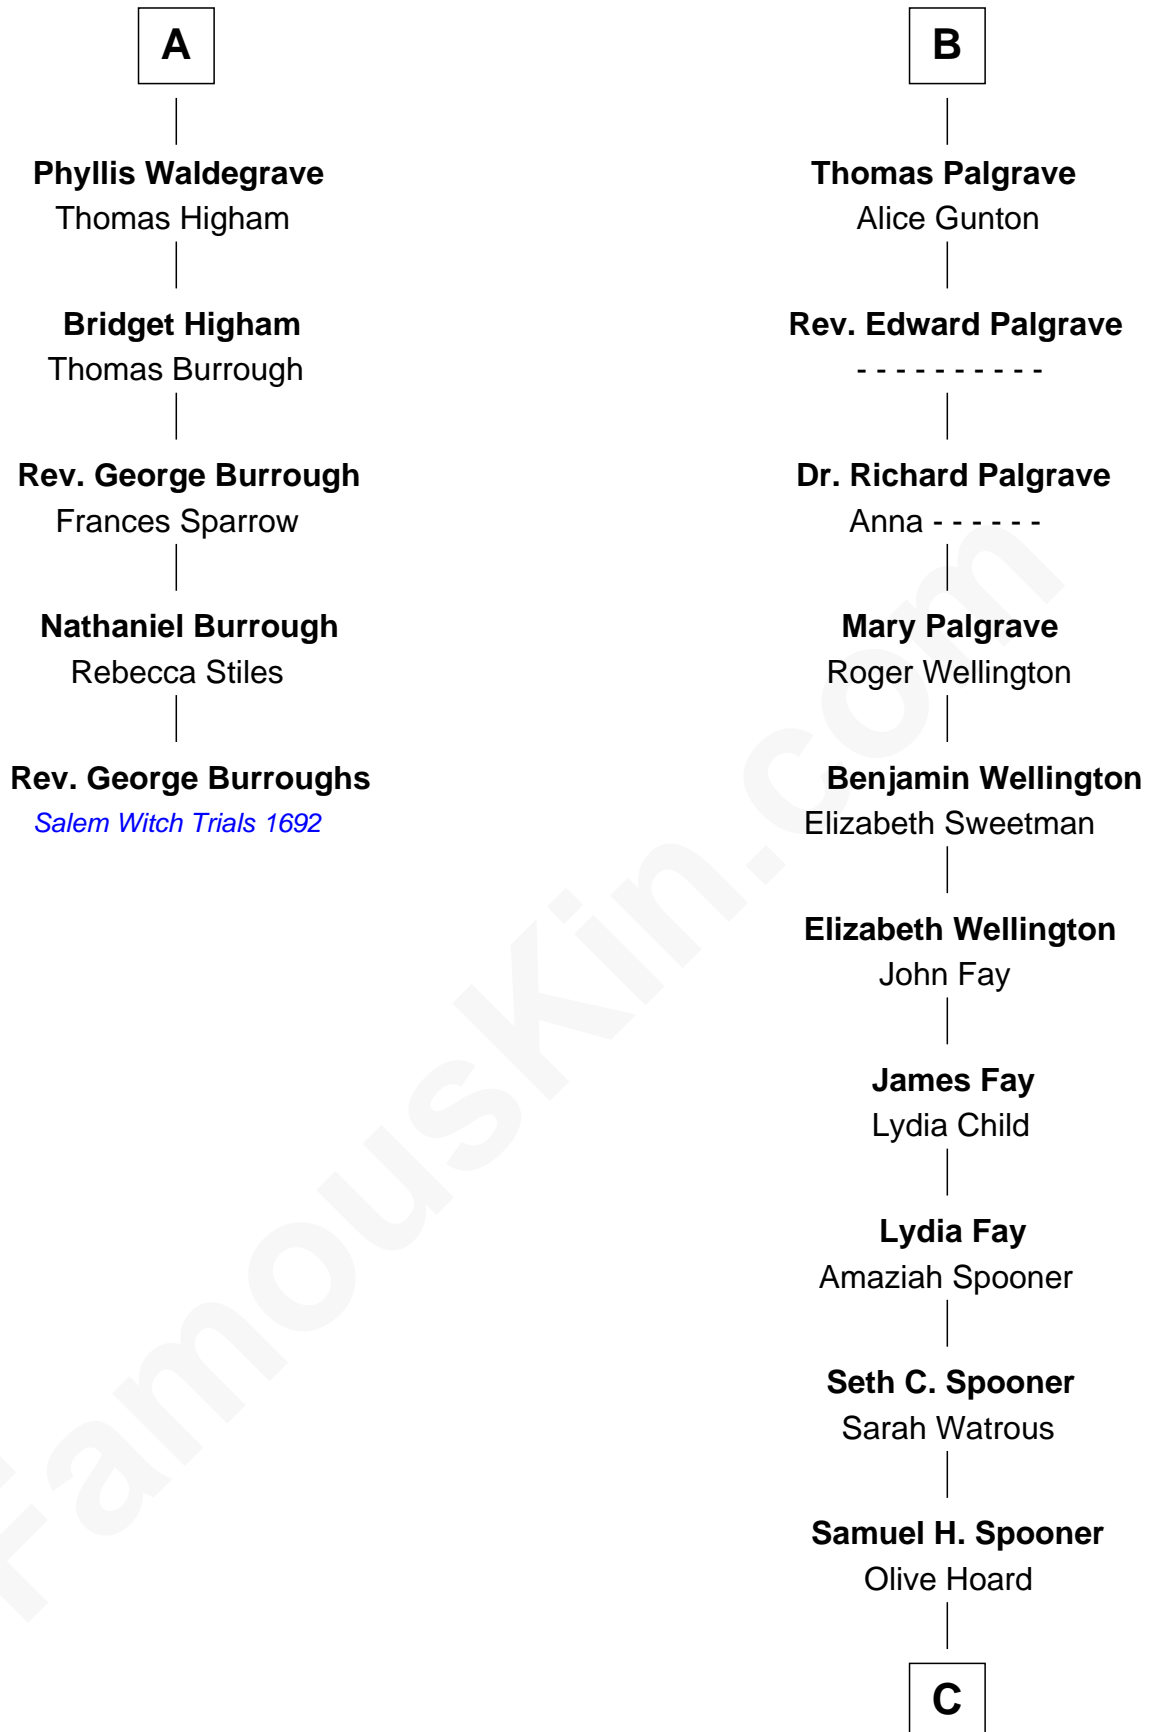 A
Phyllis Waldegrave
Thomas Higham
Bridget Higham
Thomas Burrough
Rev. George Burrough
Frances Sparrow
Nathaniel Burrough
Rebecca Stiles
Rev. George Burroughs
Salem Witch Trials 1692
B
Thomas Palgrave
Alice Gunton
Rev. Edward Palgrave
- - - - - - - - - -
Dr. Richard Palgrave
Anna - - - - - -
Mary Palgrave
Roger Wellington
Benjamin Wellington
Elizabeth Sweetman
Elizabeth Wellington
John Fay
James Fay
Lydia Child
Lydia Fay
Amaziah Spooner
Seth C. Spooner
Sarah Watrous
Samuel H. Spooner
Olive Hoard
C
FamousKin.com